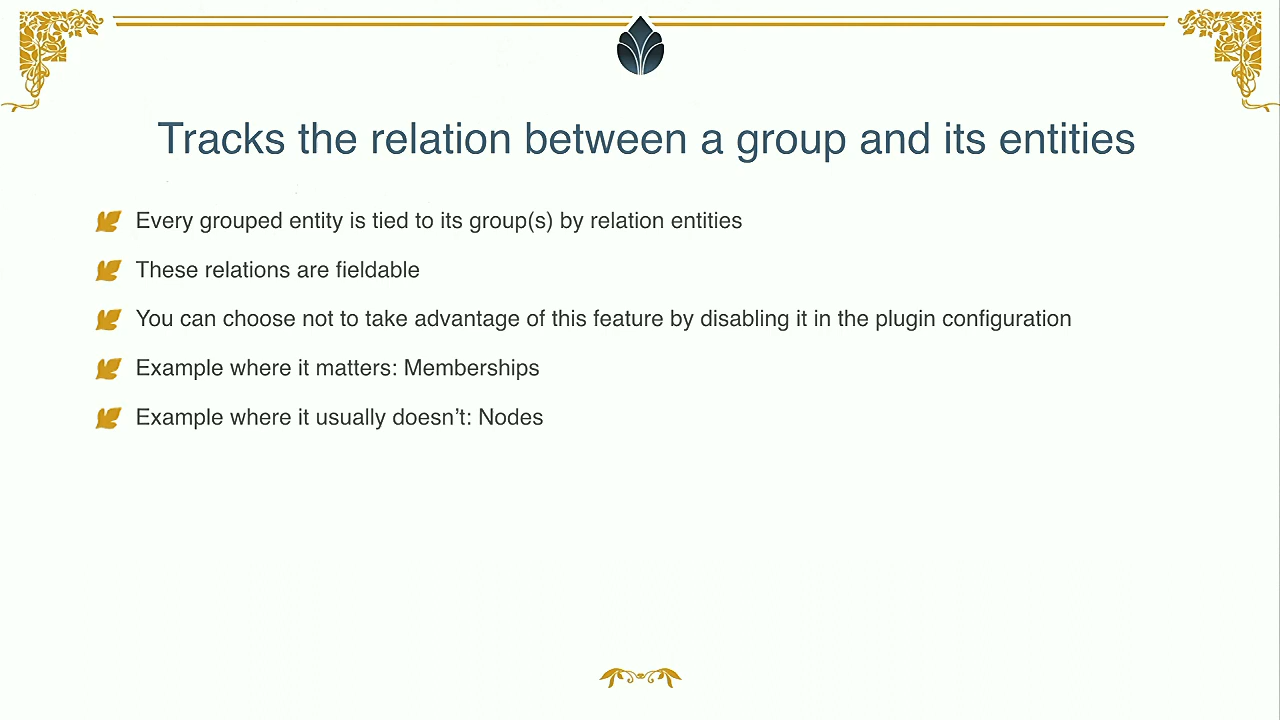 Tracks the relation between a group and its entities
Every grouped entity is tied to its group(s) by relation entities
These relations are fieldable
You can choose not to take advantage of this feature by disabling it in the plugin configuration
Example where it matters: Memberships
Example where it usually doesn’t: Nodes